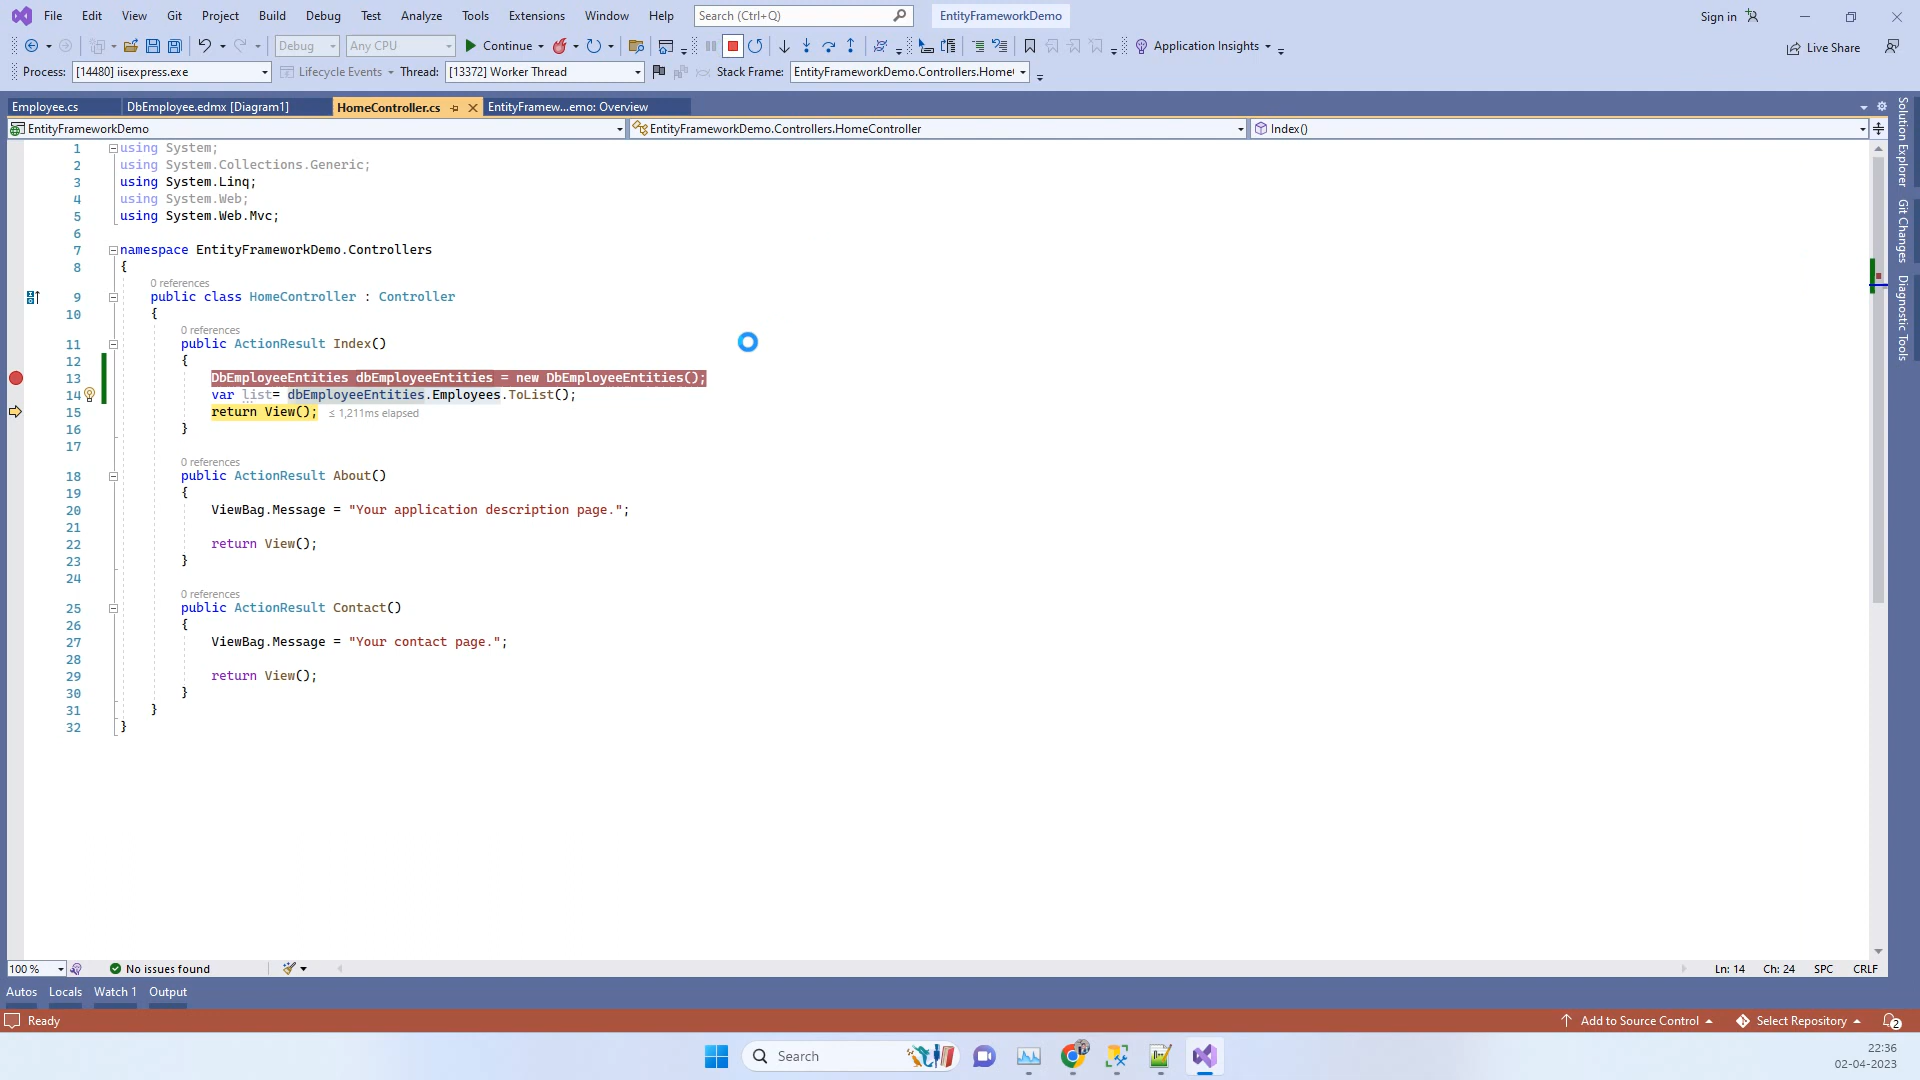 File Edit View Git Project Build Debug Test Analyze Tools Extensions Window Help Search (Ctrl+Q) EntityFrameworkDemo Sign in
Debug Any CPU Continue Application Insights Live Share
Process: [14480] iisexpress.exe Lifecycle Events Thread: [13372] Worker Thread Stack Frame: EntityFrameworkDemo.Controllers.Home
Employee.cs DbEmployee.edmx [Diagram1] HomeController.cs EntityFramew...emo: Overview
EntityFrameworkDemo EntityFrameworkDemo.Controllers.HomeController Index()
1 using System;
2 using System.Collections.Generic;
3 using System.Linq;
4 using System.Web;
5 using System.Web.Mvc;
6
7 namespace EntityFrameworkDemo.Controllers
8 {
0 references
9 public class HomeController : Controller
10 {
0 references
11 public ActionResult Index()
12 {
13 DbEmployeeEntities dbEmployeeEntities = new DbEmployeeEntities();
14 var list= dbEmployeeEntities.Employees.ToList();
15 return View(); ≤ 1,211ms elapsed
16 }
17
0 references
18 public ActionResult About()
19 {
20 ViewBag.Message = "Your application description page.";
21
22 return View();
23 }
24
0 references
25 public ActionResult Contact()
26 {
27 ViewBag.Message = "Your contact page.";
28
29 return View();
30 }
31 }
32 }
Solution Explorer
Git Changes
Diagnostic Tools
100 % No issues found Ln: 14 Ch: 24 SPC CRLF
Autos Locals Watch 1 Output
Ready Add to Source Control Select Repository 2
Search
22:36
02-04-2023